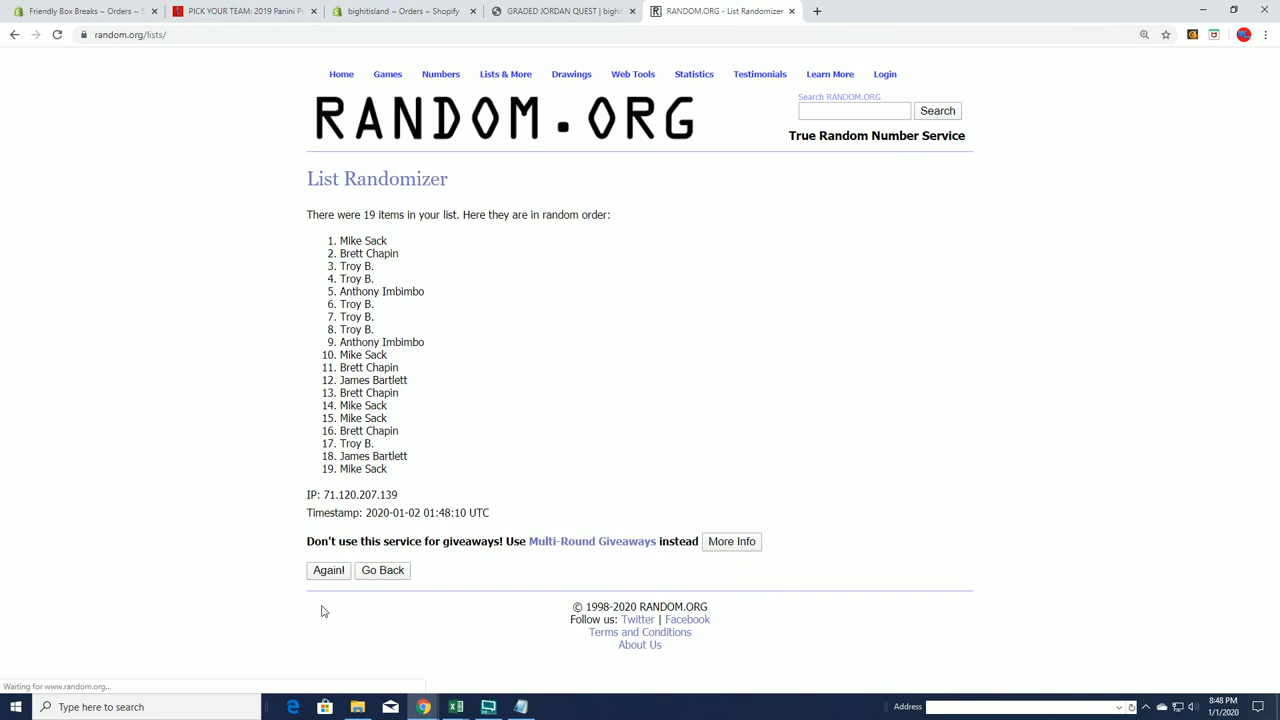 Friendly Box Breaks ~ Orders ~ S
PICK YOUR TEAM: 2019 Panini P
bighitslistland ~ Orders ~ Shopify
GRADED JORDAN QUEST | bighi
RANDOM.ORG - List Randomizer
random.org/lists/
Home Games Numbers Lists & More Drawings Web Tools Statistics Testimonials Learn More Login
RANDOM.ORG
Search RANDOM.ORG
Search
True Random Number Service
List Randomizer
There were 19 items in your list. Here they are in random order:
1. Mike Sack
2. Brett Chapin
3. Troy B.
4. Troy B.
5. Anthony Imbimbo
6. Troy B.
7. Troy B.
8. Troy B.
9. Anthony Imbimbo
10. Mike Sack
11. Brett Chapin
12. James Bartlett
13. Brett Chapin
14. Mike Sack
15. Mike Sack
16. Brett Chapin
17. Troy B.
18. James Bartlett
19. Mike Sack
IP: 71.120.207.139
Timestamp: 2020-01-02 01:48:10 UTC
Don't use this service for giveaways! Use Multi-Round Giveaways instead More Info
Again! Go Back
© 1998-2020 RANDOM.ORG
Follow us: Twitter | Facebook
Terms and Conditions
About Us
Waiting for www.random.org...
Type here to search
Address
8:48 PM
1/1/2020